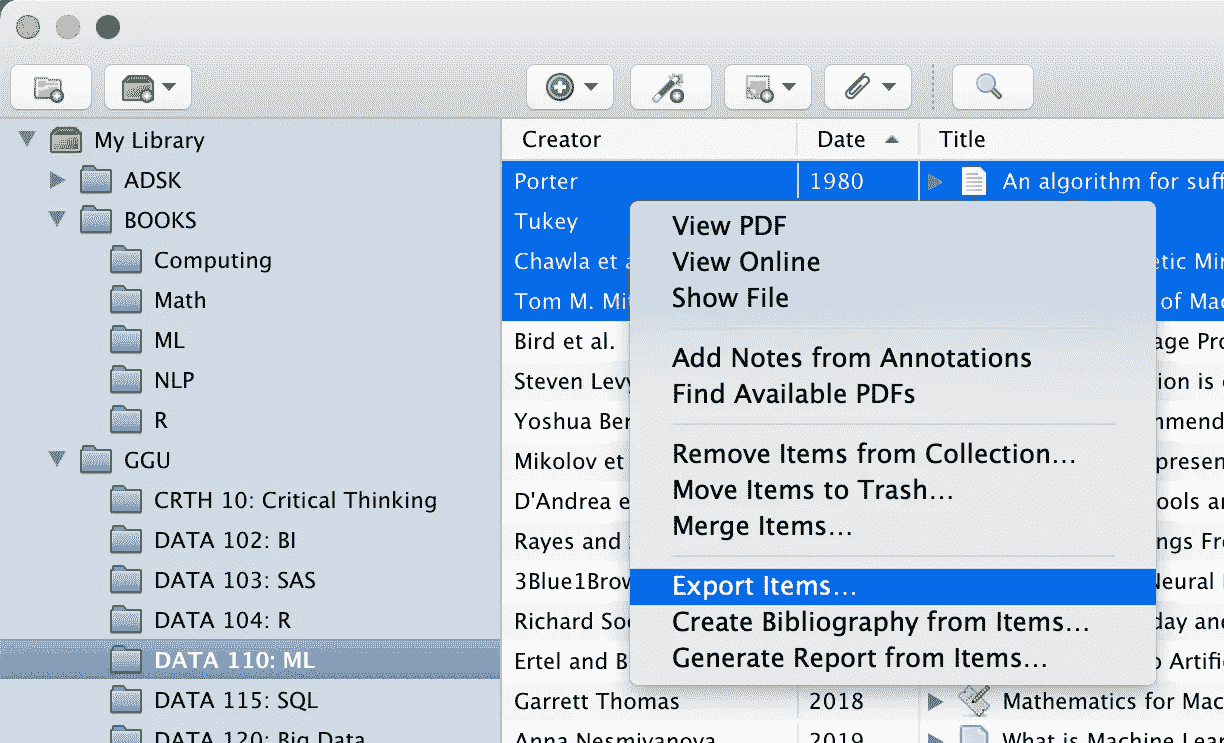 My Library
ADSK
BOOKS
Computing
Math
ML
NLP
R
GGU
CRTH 10: Critical Thinking
DATA 102: BI
DATA 103: SAS
DATA 104: R
DATA 110: ML
DATA 115: SQL
DATA 120: Big Data
Creator Date Title
Porter 1980 An algorithm for suff
Tukey
Chawla et a etic Mi
Tom M. Mi of Mac
Bird et al. age Pro
Steven Levy ion is
Yoshua Ber mmend
Mikolov et presen
D'Andrea e ools a
Rayes and ngs Fro
3Blue1Brow Neural
Richard Soc day and
Ertel and B Artific
Garrett Thomas 2018 Mathematics for Mac
Anna Nesmiyanova 2019 What is Machine Lear
View PDF
View Online
Show File
Add Notes from Annotations
Find Available PDFs
Remove Items from Collection...
Move Items to Trash...
Merge Items...
Export Items...
Create Bibliography from Items...
Generate Report from Items...